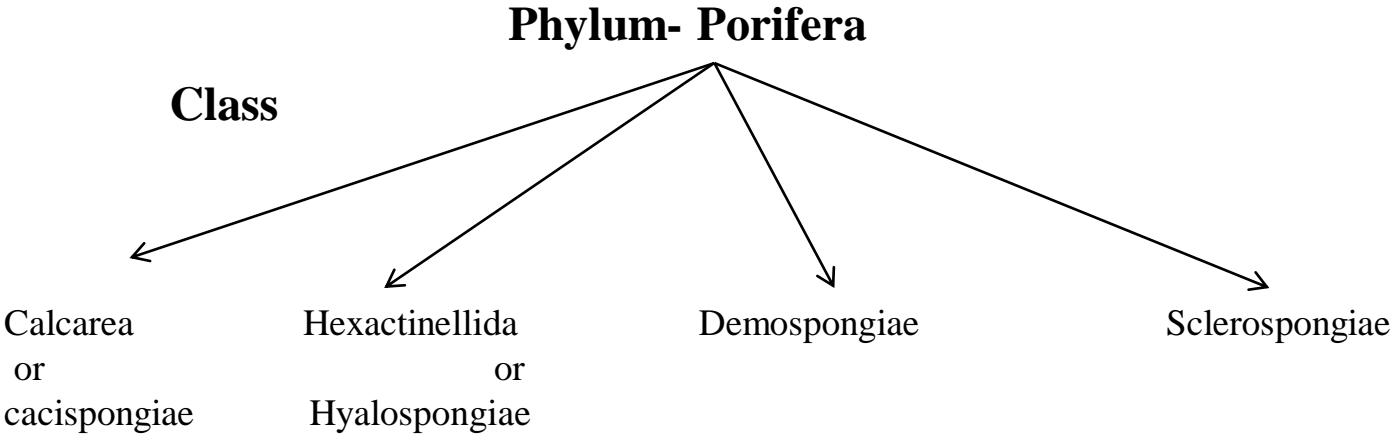 Phylum- Porifera
Class
Calcarea
or
cacispongiae
Hexactinellida
or
Hyalospongiae
Demospongiae
Sclerospongiae